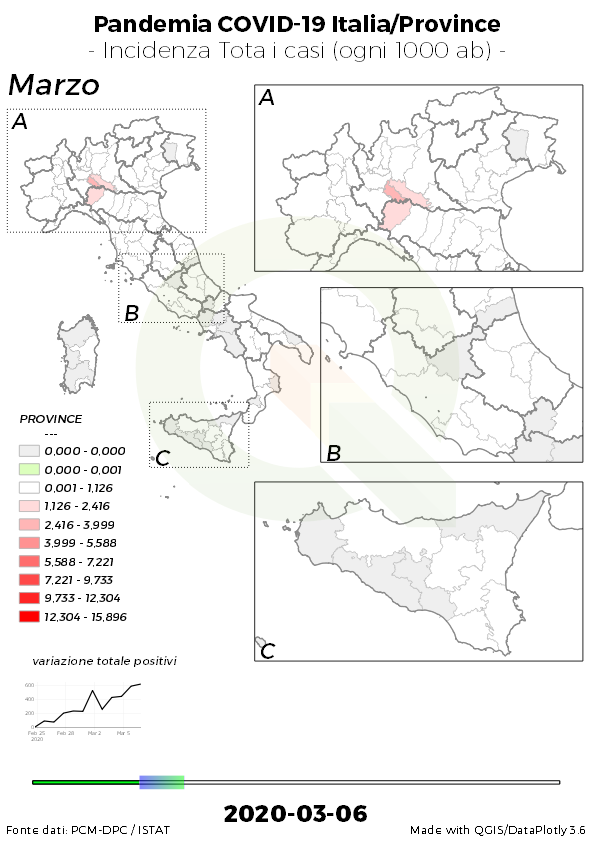 Pandemia COVID-19 Italia/Province
- Incidenza Tota i casi (ogni 1000 ab) -
Marzo
A
B
C
A
B
C
PROVINCE
---
0,000 - 0,000
0,000 - 0,001
0,001 - 1,126
1,126 - 2,416
2,416 - 3,999
3,999 - 5,588
5,588 - 7,221
7,221 - 9,733
9,733 - 12,304
12,304 - 15,896
variazione totale positivi
600
400
200
0
Feb 25 Feb 28 Mar 2 Mar 5
2020
2020-03-06
Fonte dati: PCM-DPC / ISTAT
Made with QGIS/DataPlotly 3.6